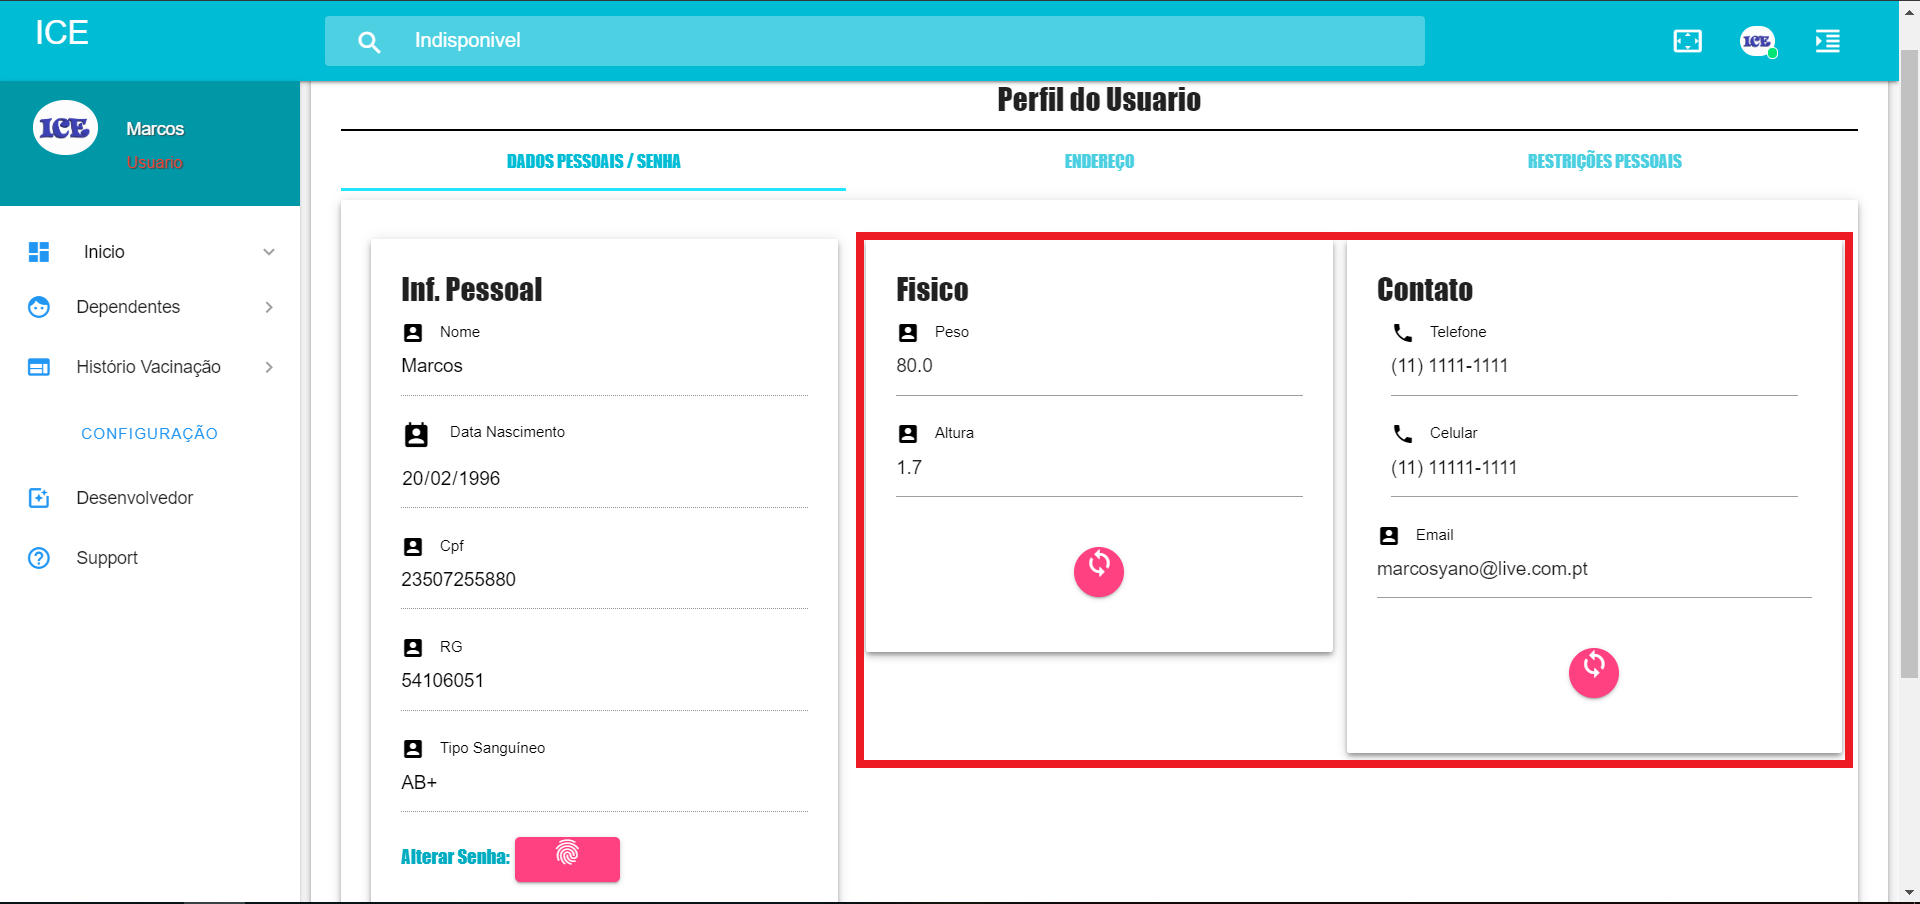 ICE
Indisponivel
ICE
ICE
Marcos
Usuario
Inicio
Dependentes
Histório Vacinação
CONFIGURAÇÃO
Desenvolvedor
Support
Perfil do Usuario
DADOS PESSOAIS / SENHA
ENDEREÇO
RESTRIÇÕES PESSOAIS
Inf. Pessoal
Nome
Marcos
Data Nascimento
20/02/1996
Cpf
23507255880
RG
54106051
Tipo Sanguíneo
AB+
Alterar Senha:
Fisico
Peso
80.0
Altura
1.7
Contato
Telefone
(11) 1111-1111
Celular
(11) 11111-1111
Email
marcosyano@live.com.pt